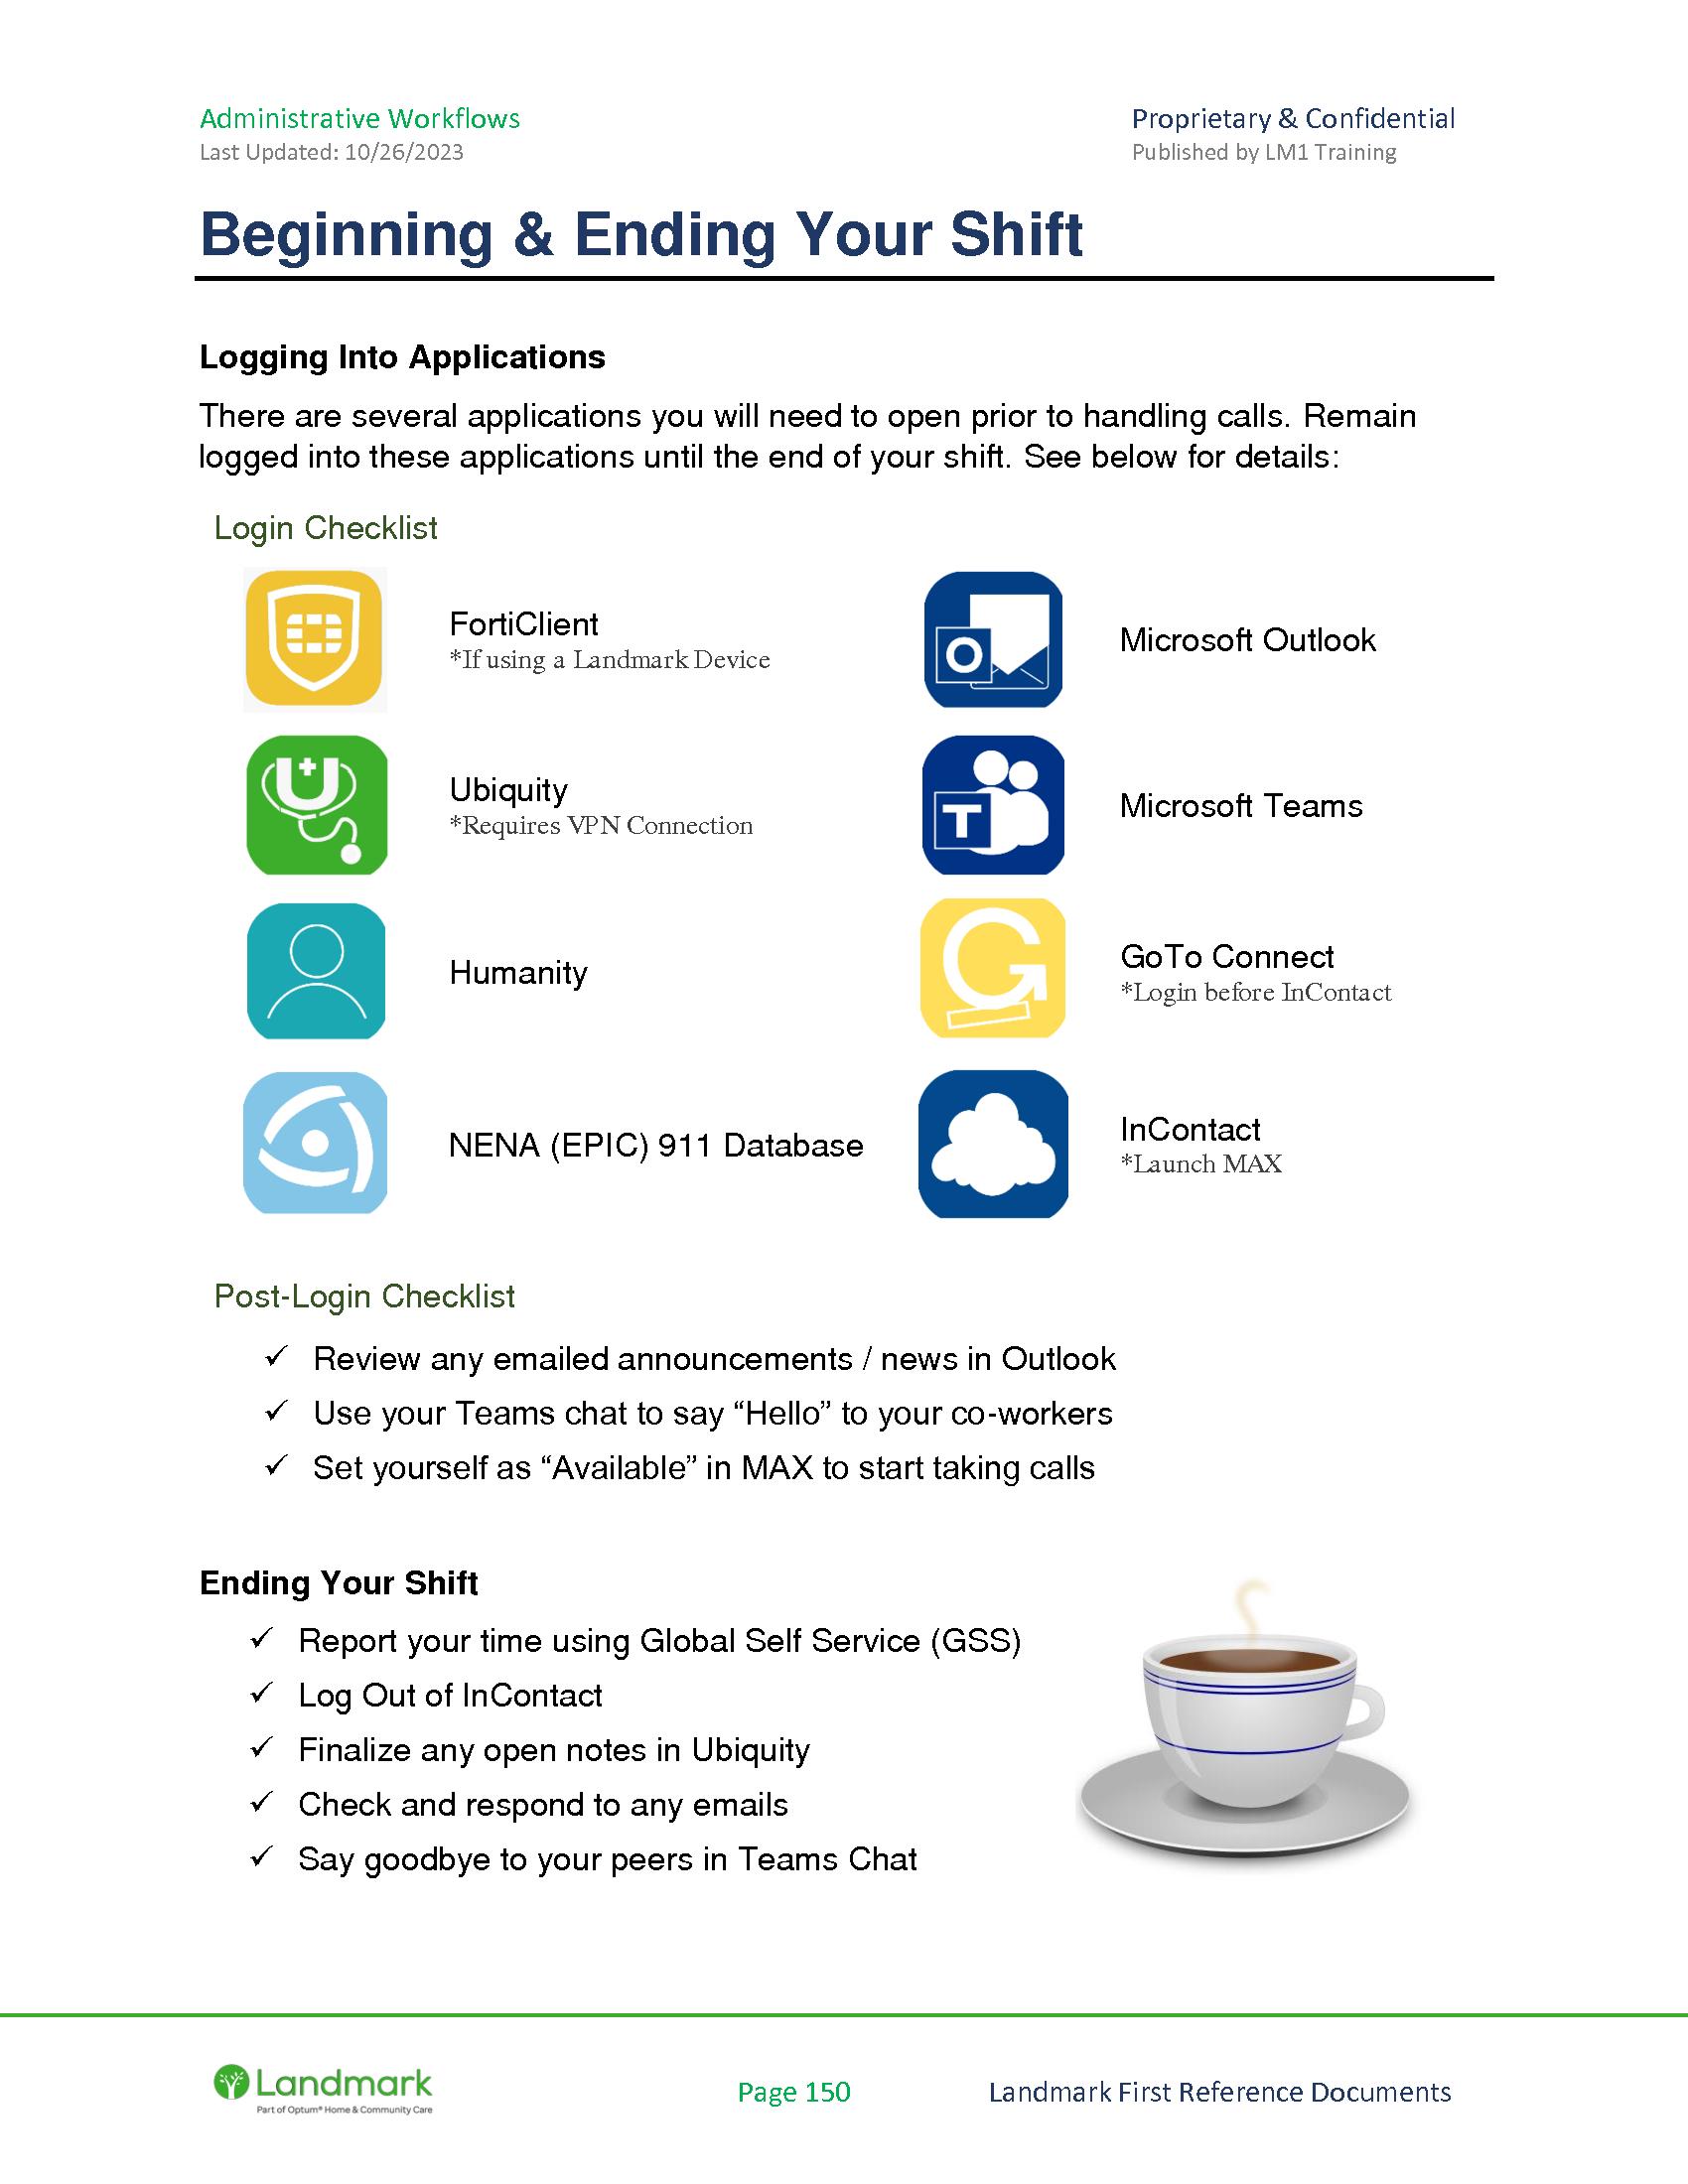 Administrative Workflows
Last Updated: 10/26/2023
Proprietary & Confidential
Published by LM1 Training
Beginning & Ending Your Shift
Logging Into Applications
There are several applications you will need to open prior to handling calls. Remain
logged into these applications until the end of your shift. See below for details:
Login Checklist
FortiClient
*If using a Landmark Device
Microsoft Outlook
Ubiquity
*Requires VPN Connection
Microsoft Teams
Humanity
GoTo Connect
*Login before InContact
NENA (EPIC) 911 Database
InContact
*Launch MAX
Post-Login Checklist
✓ Review any emailed announcements / news in Outlook
✓ Use your Teams chat to say “Hello” to your co-workers
✓ Set yourself as “Available” in MAX to start taking calls
Ending Your Shift
✓ Report your time using Global Self Service (GSS)
✓ Log Out of InContact
✓ Finalize any open notes in Ubiquity
✓ Check and respond to any emails
✓ Say goodbye to your peers in Teams Chat
Landmark
Part of Optum® Home & Community Care
Page 150
Landmark First Reference Documents